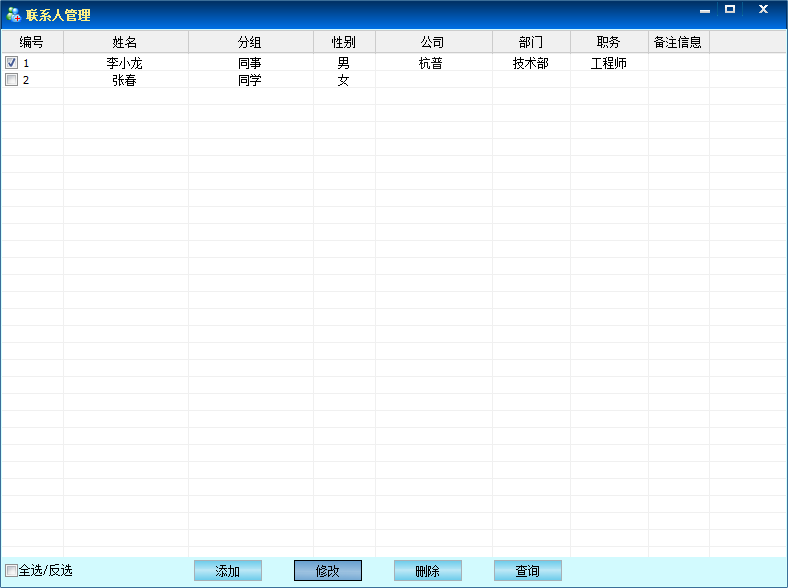 联系人管理
编号 姓名 分组 性别 公司 部门 职务 备注信息
1 李小龙 同事 男 杭普 技术部 工程师
2 张春 同学 女
全选/反选 添加 修改 删除 查询